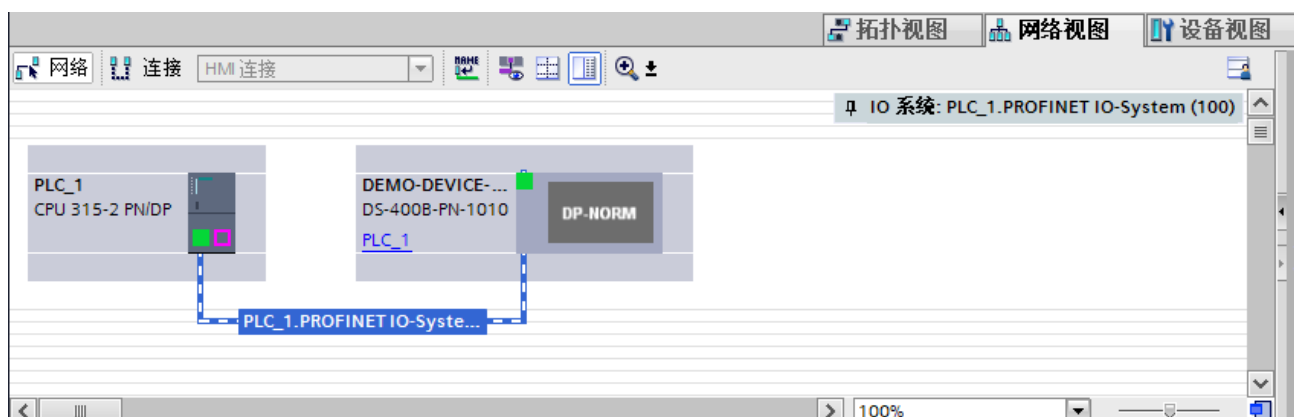 拓扑视图 网络视图 设备视图
网络 连接 HMI 连接 NAME
IO 系统: PLC_1.PROFINET IO-System (100)
PLC_1
CPU 315-2 PN/DP
DEMO-DEVICE-...
DS-400B-PN-1010
PLC_1
DP-NORM
PLC_1.PROFINET IO-Syste...
100%